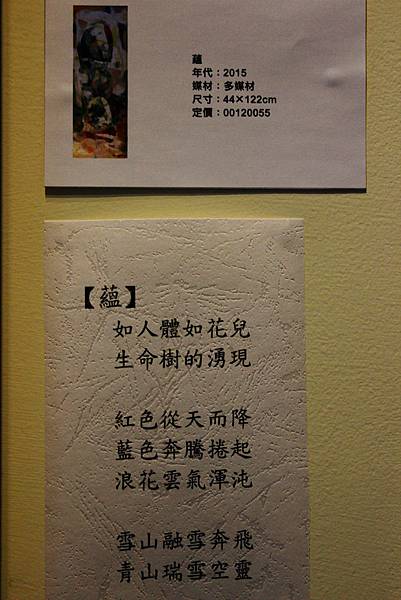 蘊
年代：2015
媒材：多媒材
尺寸：44×122cm
定價：00120055
【蘊】
如人體如花兒
生命樹的湧現
紅色從天而降
藍色奔騰捲起
浪花雲氣渾沌
雪山融雪奔飛
青山瑞雪空靈